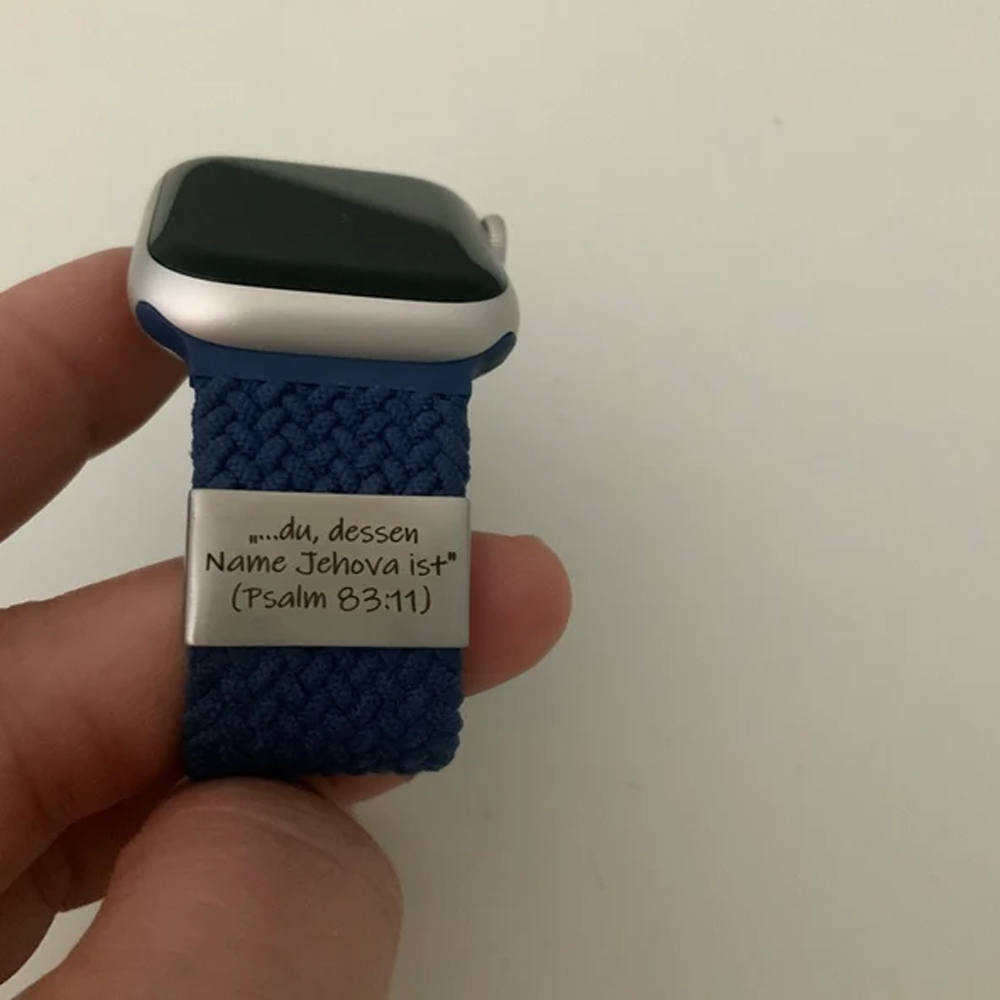 „...du, dessen
Name Jehova ist"
(Psalm 83:11)